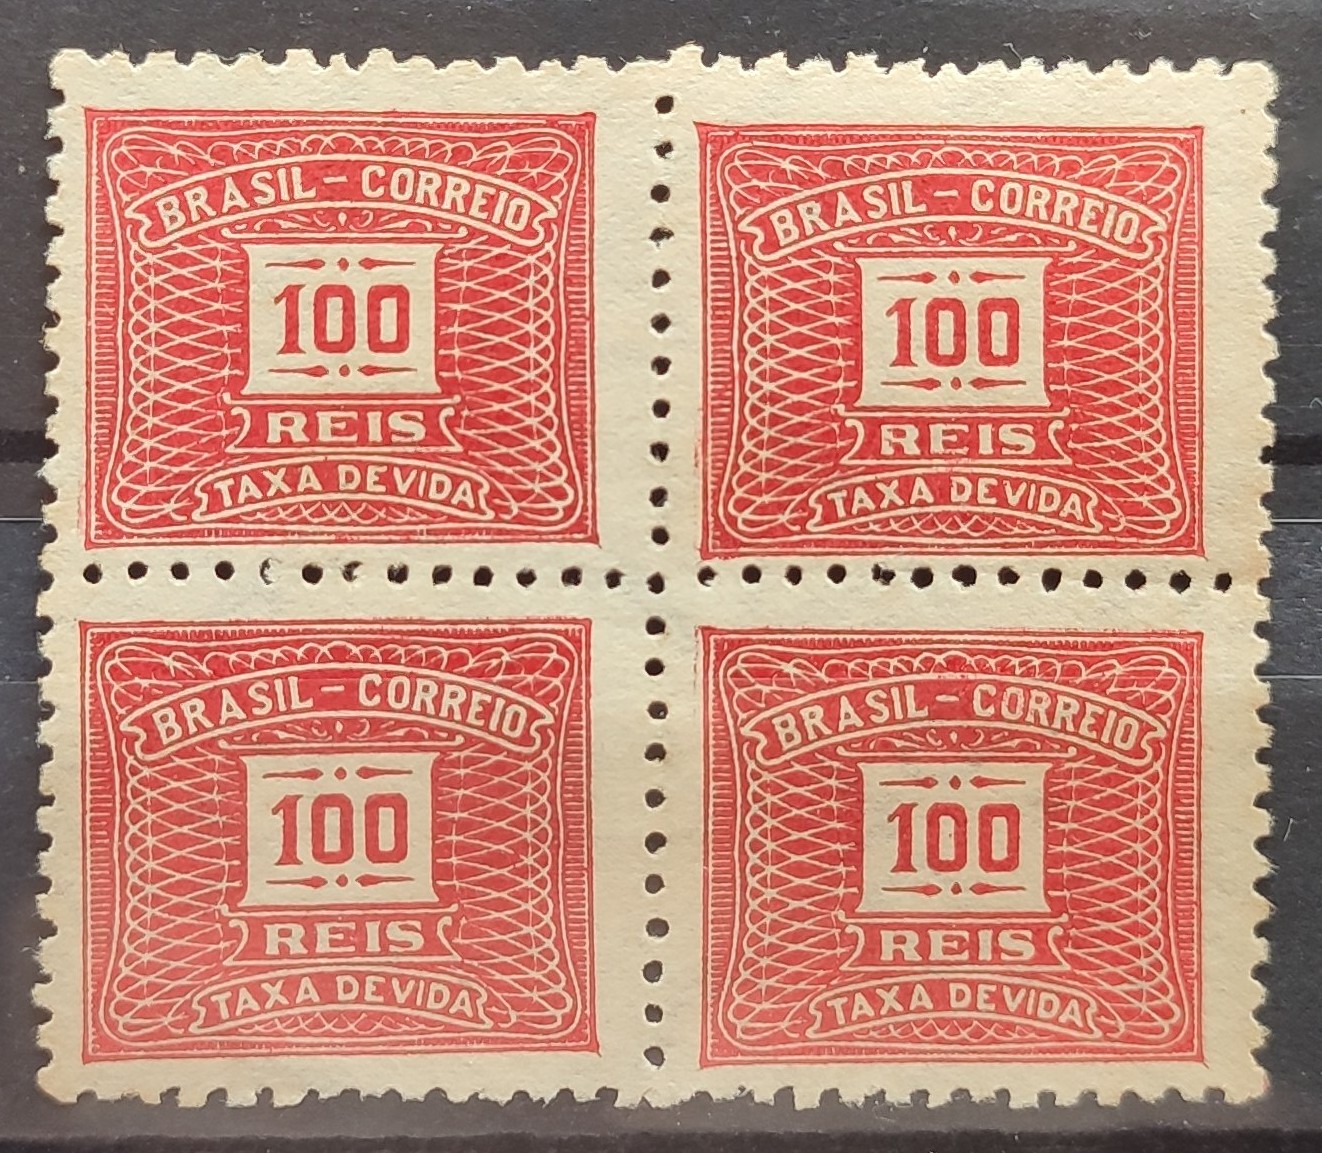 BRASIL - CORREIO
100
REIS
TAXA DEVIDA
BRASIL - CORREIO
100
REIS
TAXA DEVIDA
BRASIL - CORREIO
100
REIS
TAXA DEVIDA
BRASIL - CORREIO
100
REIS
TAXA DEVIDA